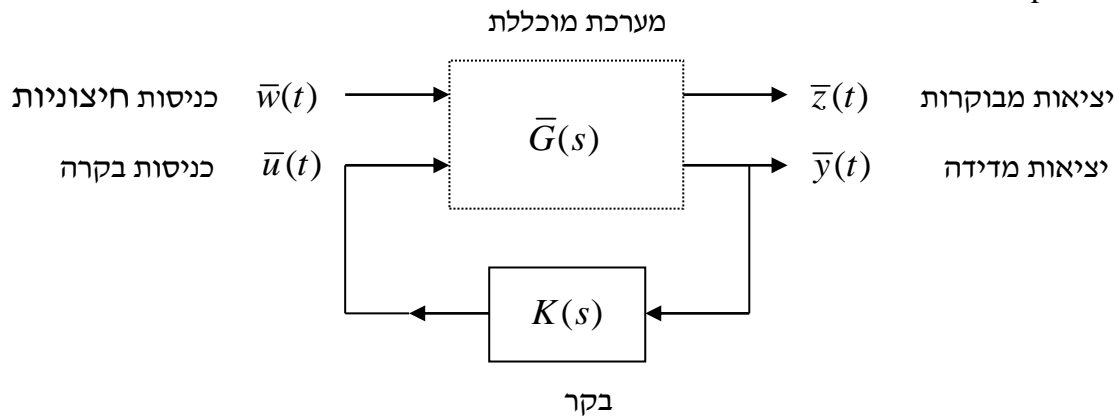 מערכת מוכללת
כניסות חיצוניות w̅(t) z̅(t) יציאות מבוקרות
G̅(s)
כניסות בקרה u̅(t) y̅(t) יציאות מדידה
K(s)
בקר